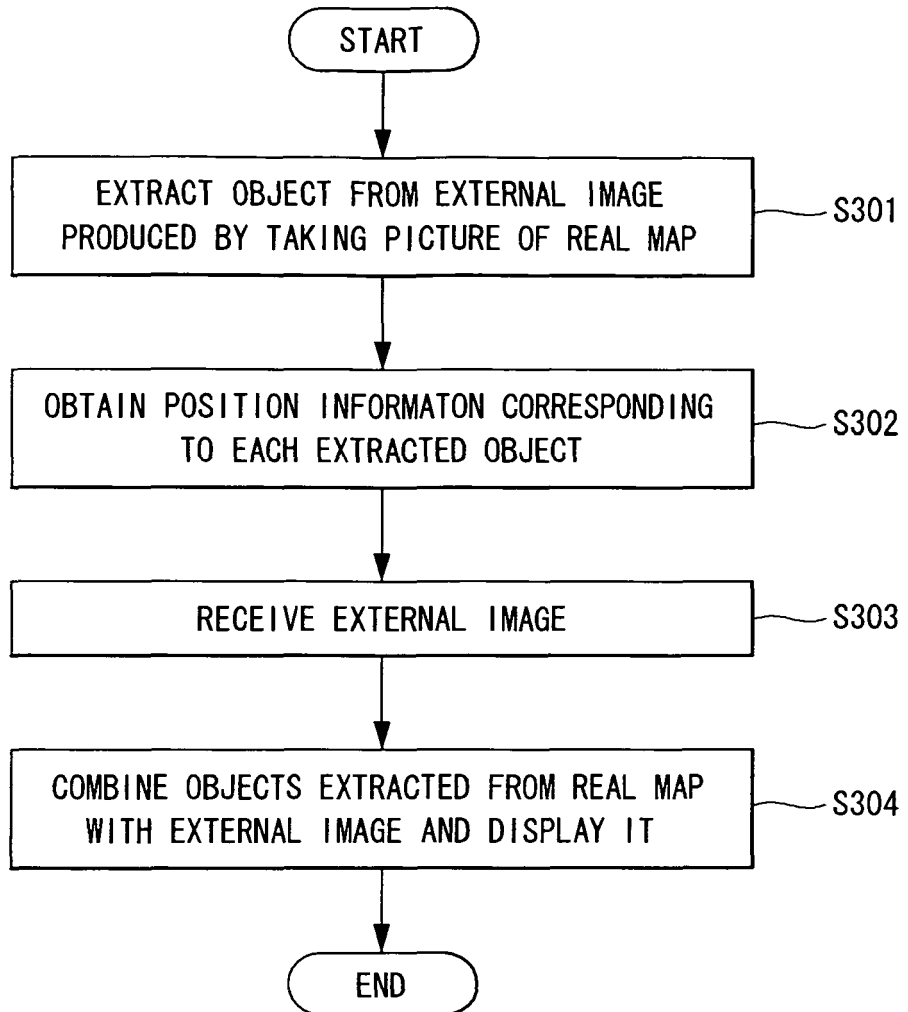 START
EXTRACT OBJECT FROM EXTERNAL IMAGE
PRODUCED BY TAKING PICTURE OF REAL MAP
S301
OBTAIN POSITION INFORMATON CORRESPONDING
TO EACH EXTRACTED OBJECT
S302
RECEIVE EXTERNAL IMAGE
S303
COMBINE OBJECTS EXTRACTED FROM REAL MAP
WITH EXTERNAL IMAGE AND DISPLAY IT
S304
END